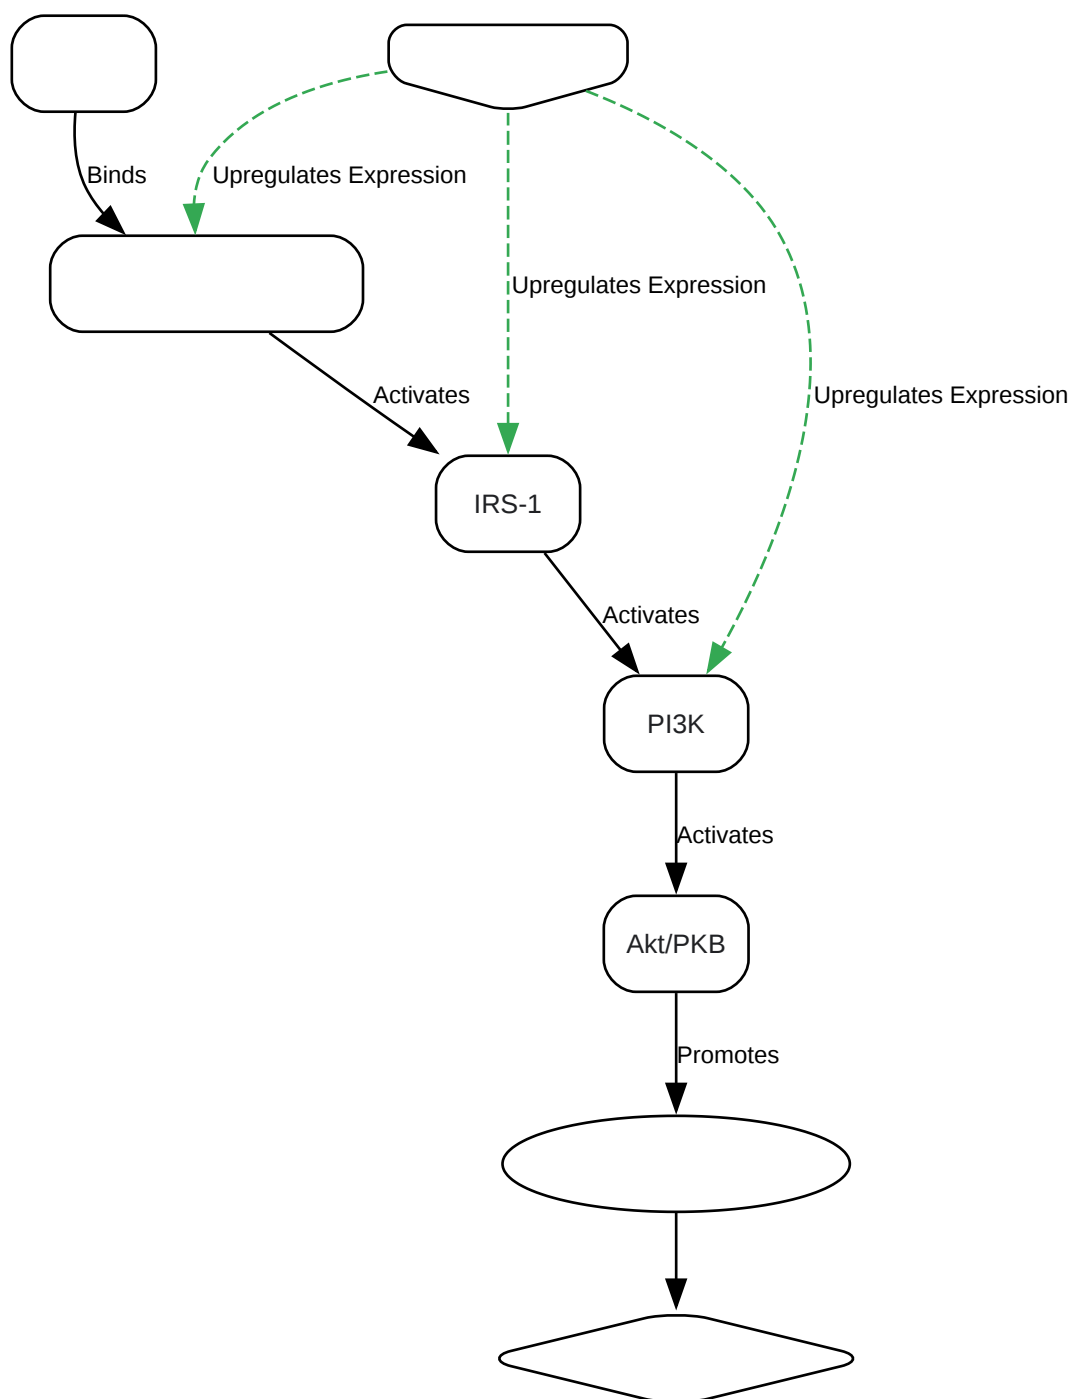 Binds
Upregulates Expression
Upregulates Expression
Activates
Upregulates Expression
IRS-1
Activates
PI3K
Activates
Akt/PKB
Promotes